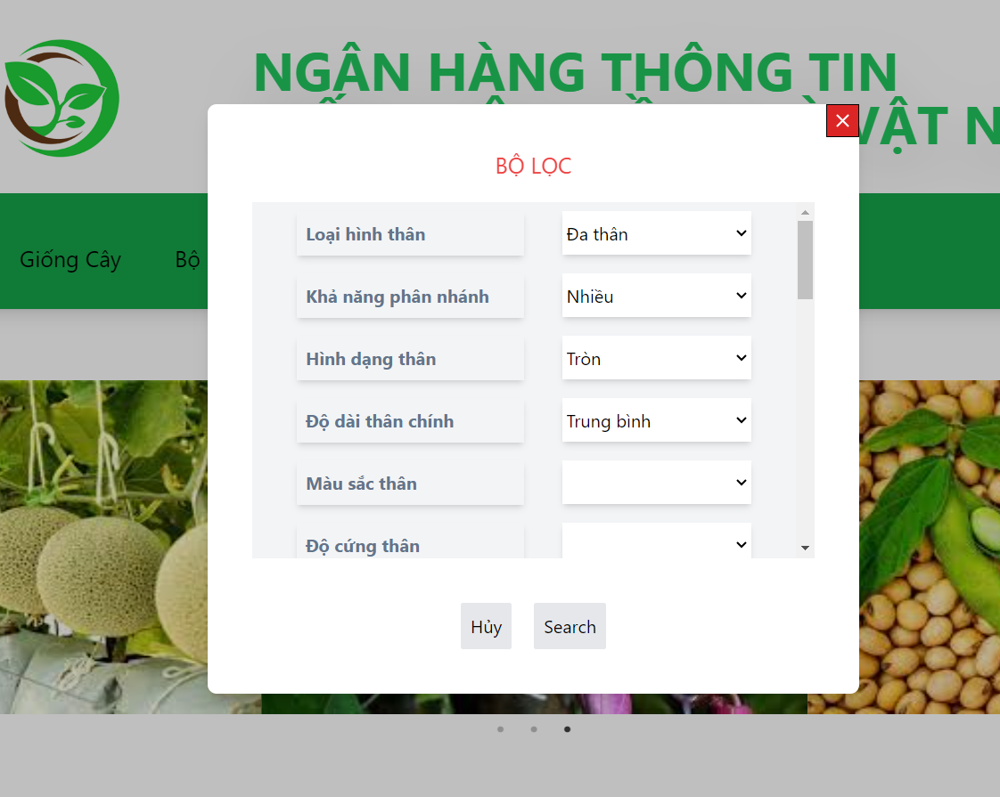 NGÂN HÀNG THÔNG TIN
VẬT N
BỘ LỌC
Giống Cây
Bộ
Loại hình thân
Đa thân
Khả năng phân nhánh
Nhiều
Hình dạng thân
Tròn
Độ dài thân chính
Trung bình
Màu sắc thân
Độ cứng thân
Hủy
Search